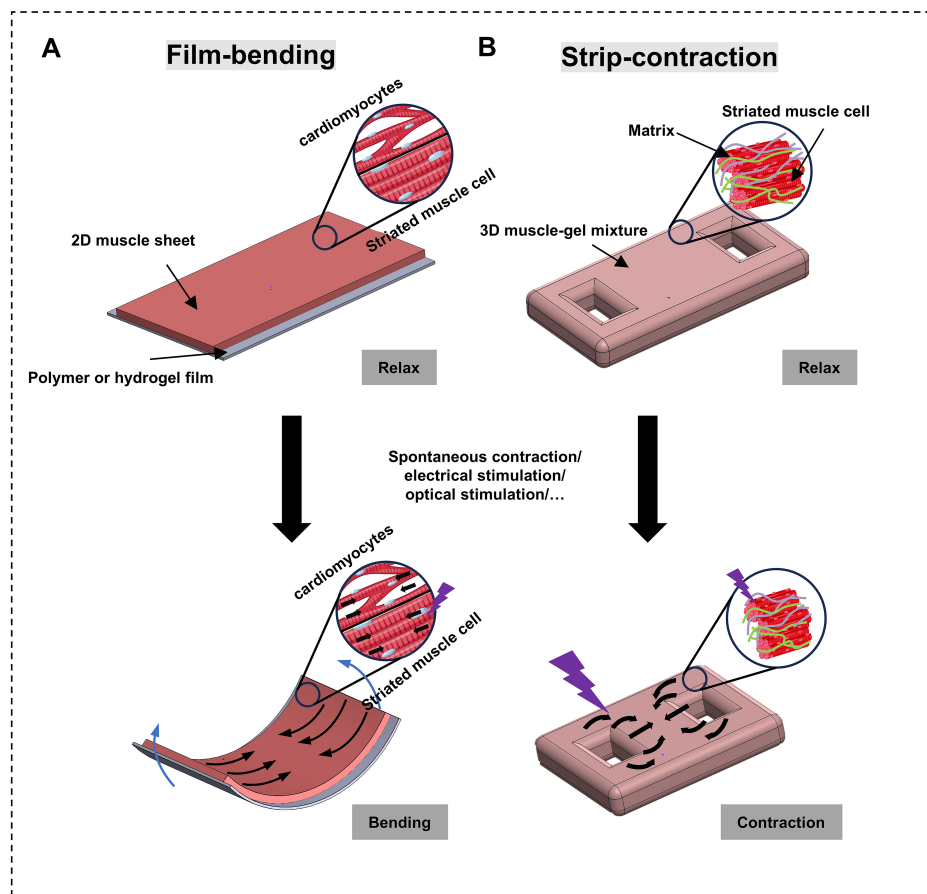 A
Film-bending
cardiomyocytes
Striated muscle cell
2D muscle sheet
Polymer or hydrogel film
Relax
B
Strip-contraction
Striated muscle cell
Matrix
3D muscle-gel mixture
Relax
Spontaneous contraction/
electrical stimulation/
optical stimulation/…
cardiomyocytes
Striated muscle cell
Bending
Contraction